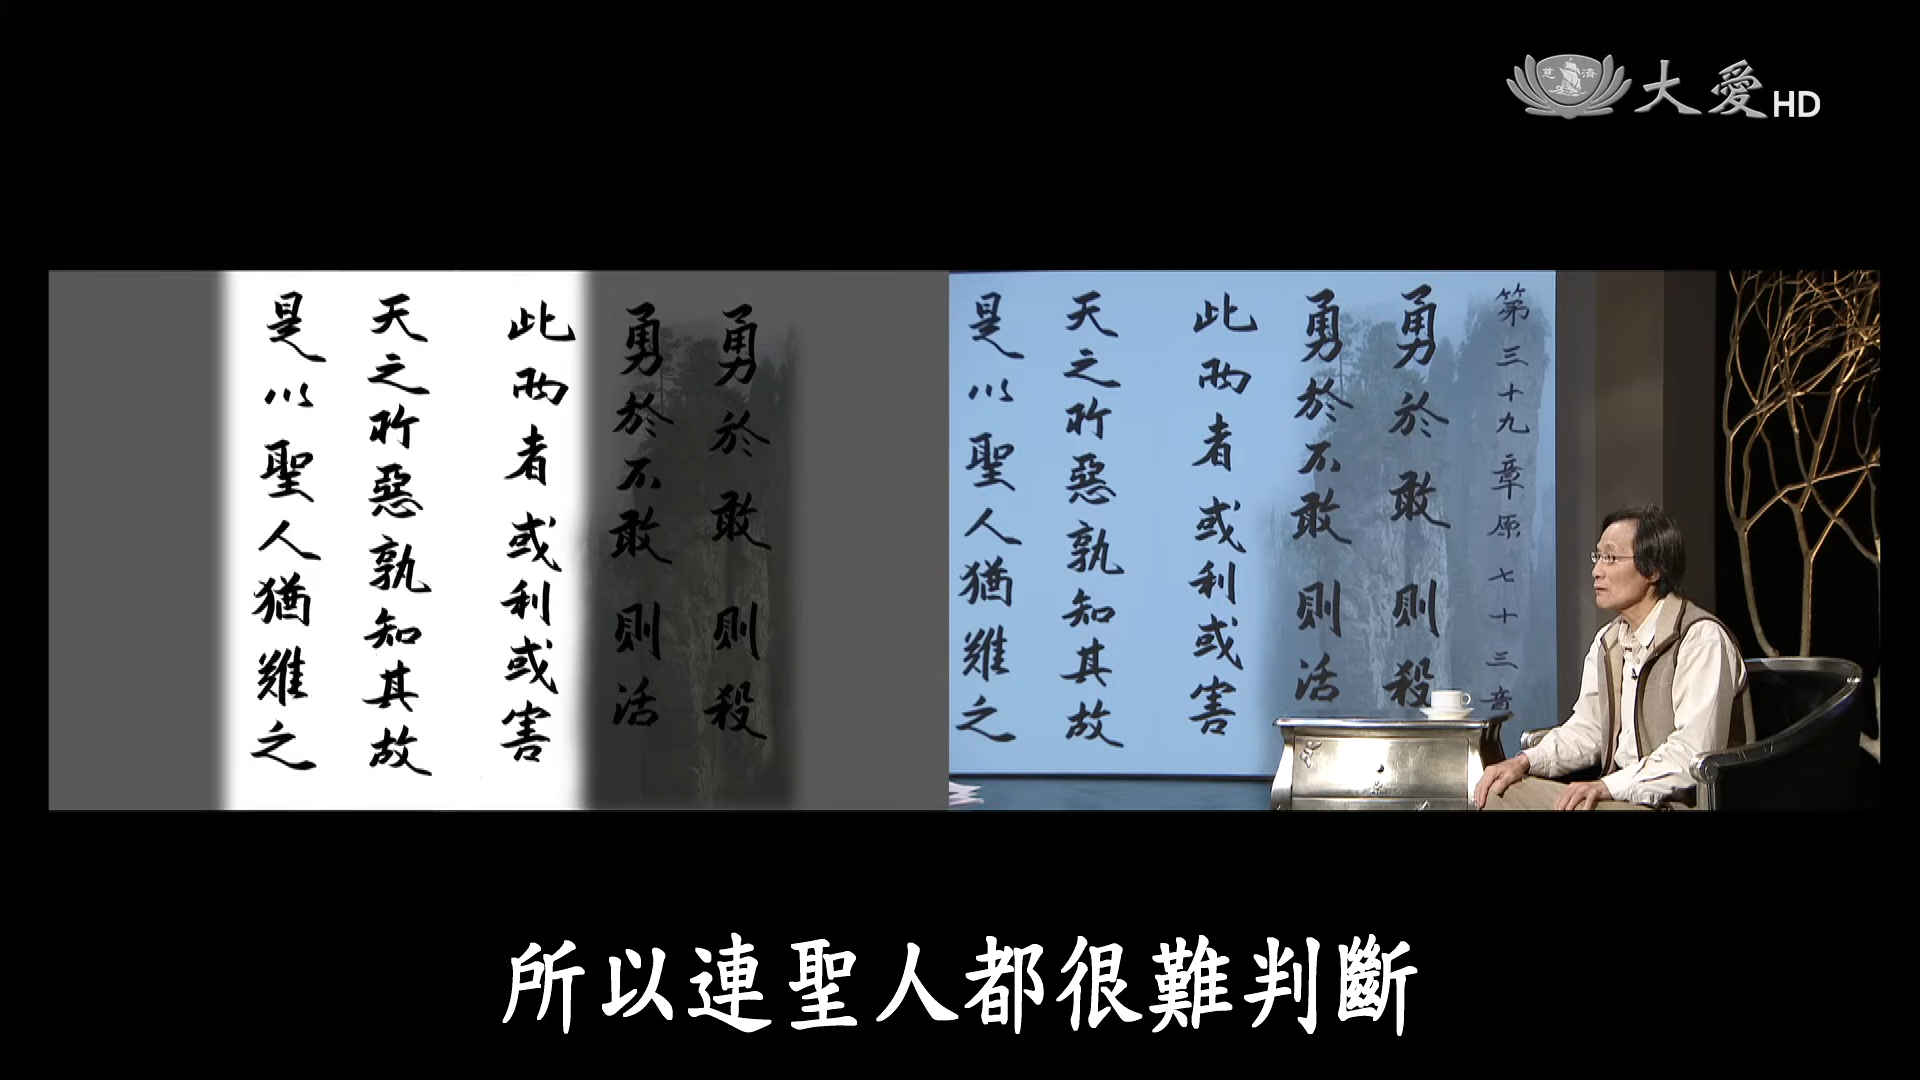 慈濟
大愛HD
勇於敢則殺
勇於不敢則活
此兩者或利或害
天之所惡孰知其故
是以聖人猶難之
第三十九章原七十三章
勇於敢則殺
勇於不敢則活
此兩者或利或害
天之所惡孰知其故
是以聖人猶難之
所以連聖人都很難判斷